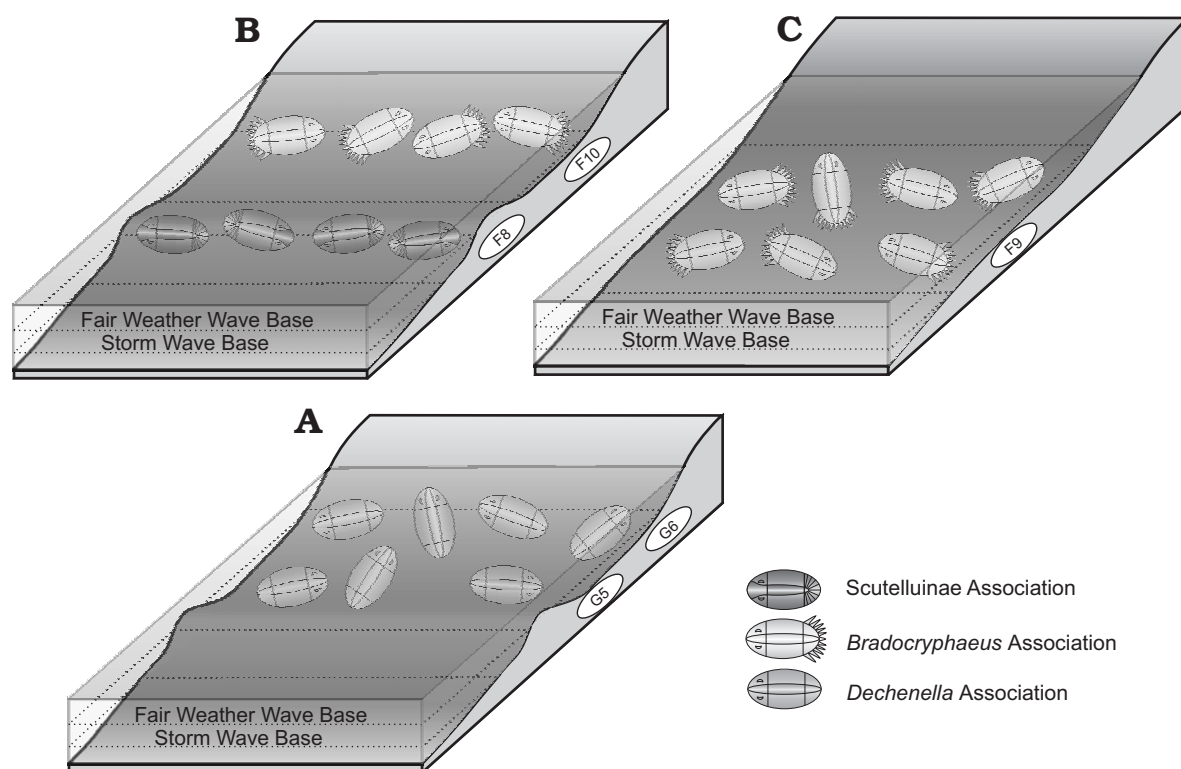 B
C
F10
F8
F9
Fair Weather Wave Base
Storm Wave Base
Fair Weather Wave Base
Storm Wave Base
A
G6
G5
Scutelluinae Association
Bradocryphaeus Association
Dechenella Association
Fair Weather Wave Base
Storm Wave Base